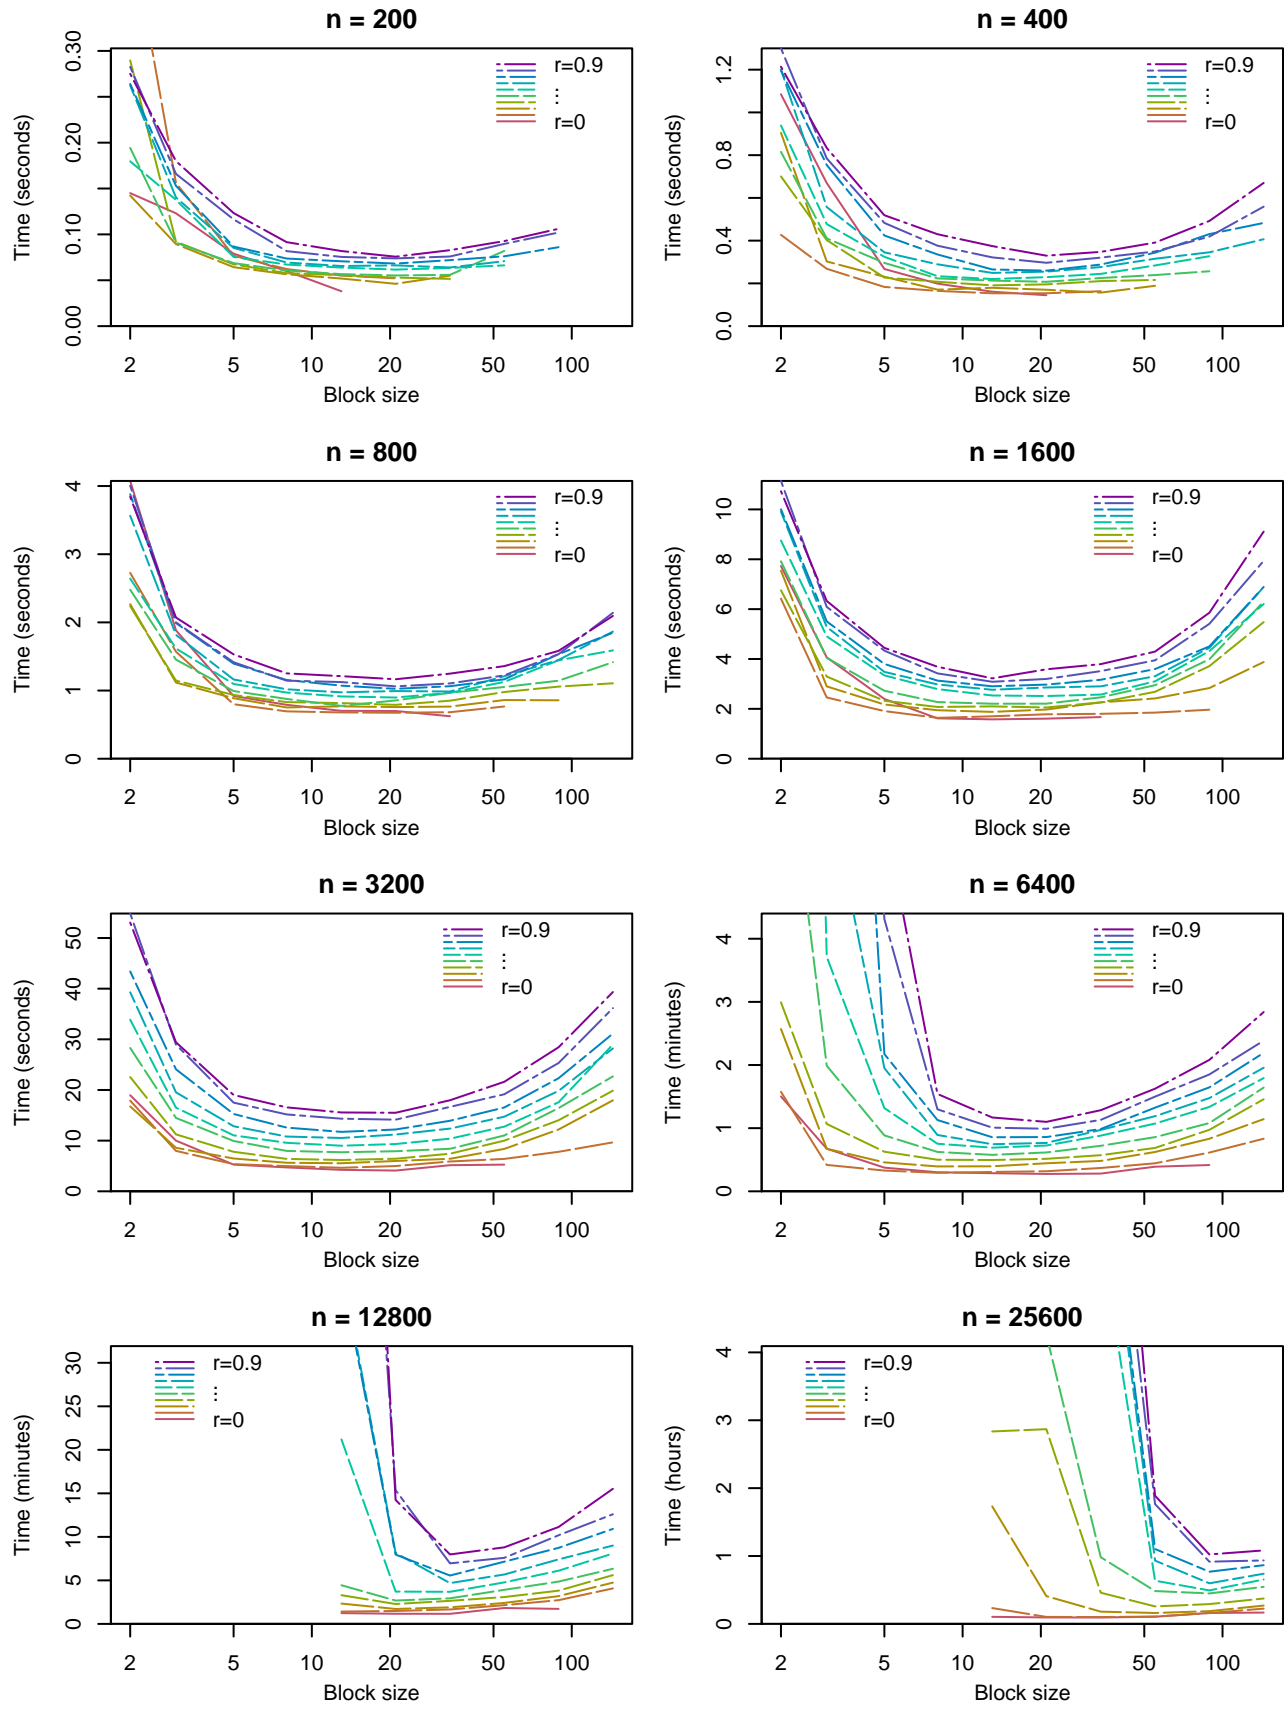 n = 200
0.00 0.10 0.20 0.30
Time (seconds)
r=0.9
⋮
r=0
2 5 10 20 50 100
Block size
n = 400
0.0 0.4 0.8 1.2
Time (seconds)
r=0.9
⋮
r=0
2 5 10 20 50 100
Block size
n = 800
0 1 2 3 4
Time (seconds)
r=0.9
⋮
r=0
2 5 10 20 50 100
Block size
n = 1600
0 2 4 6 8 10
Time (seconds)
r=0.9
⋮
r=0
2 5 10 20 50 100
Block size
n = 3200
0 10 20 30 40 50
Time (seconds)
r=0.9
⋮
r=0
2 5 10 20 50 100
Block size
n = 6400
0 1 2 3 4
Time (minutes)
r=0.9
⋮
r=0
2 5 10 20 50 100
Block size
n = 12800
0 5 10 15 20 25 30
Time (minutes)
r=0.9
⋮
r=0
2 5 10 20 50 100
Block size
n = 25600
0 1 2 3 4
Time (hours)
r=0.9
⋮
r=0
2 5 10 20 50 100
Block size